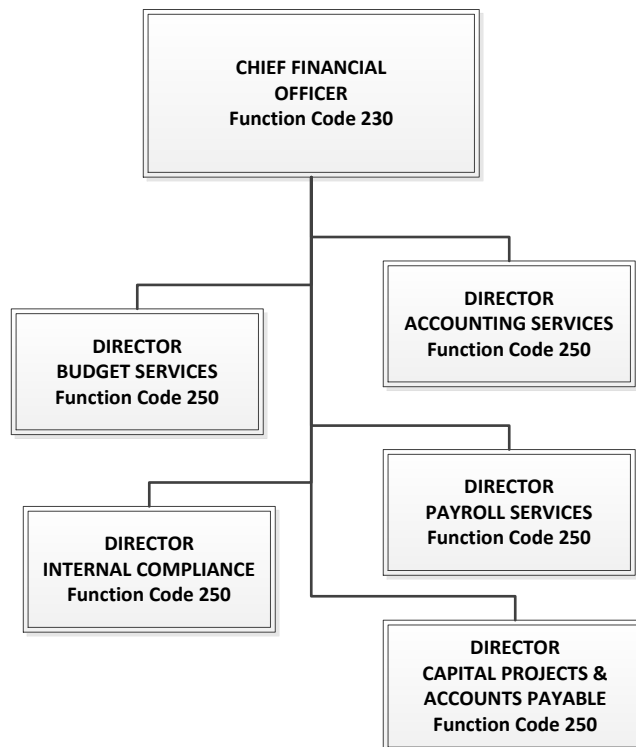 CHIEF FINANCIAL
OFFICER
Function Code 230
DIRECTOR
ACCOUNTING SERVICES
Function Code 250
DIRECTOR
BUDGET SERVICES
Function Code 250
DIRECTOR
PAYROLL SERVICES
Function Code 250
DIRECTOR
INTERNAL COMPLIANCE
Function Code 250
DIRECTOR
CAPITAL PROJECTS &
ACCOUNTS PAYABLE
Function Code 250